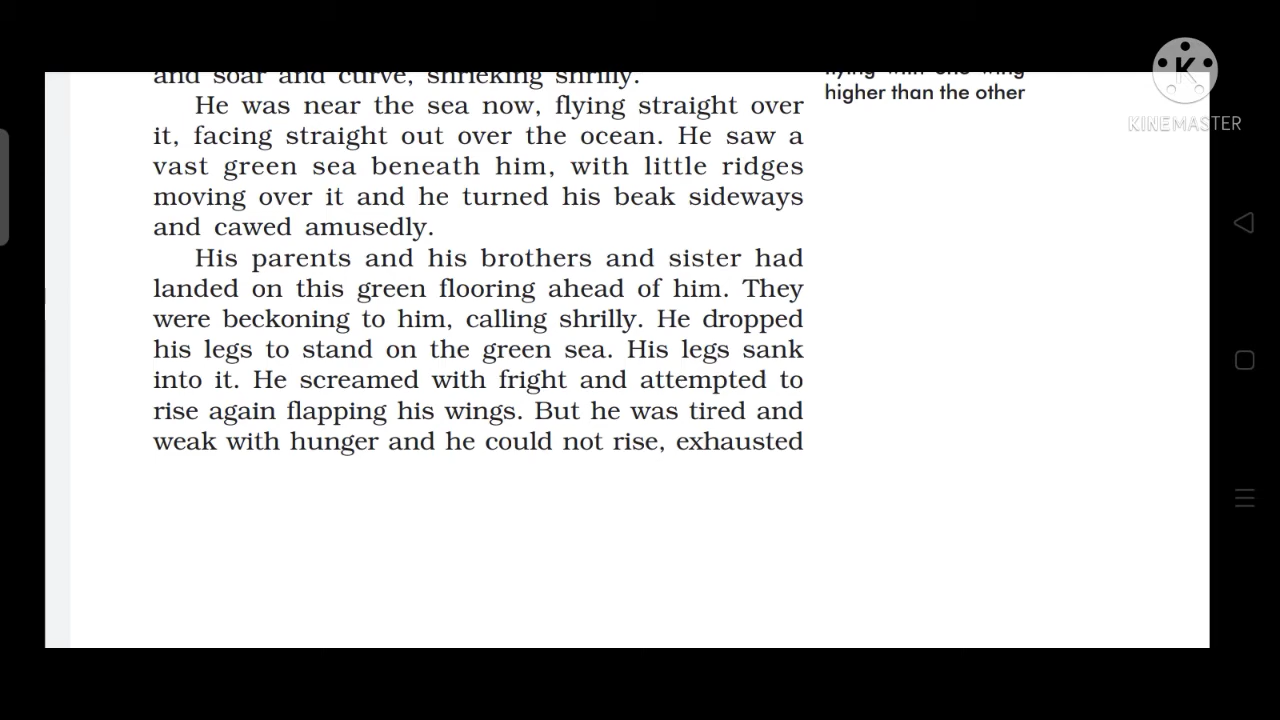 and soar and curve, shrieking shrilly.
flying with one wing
higher than the other
He was near the sea now, flying straight over
it, facing straight out over the ocean. He saw a
vast green sea beneath him, with little ridges
moving over it and he turned his beak sideways
and cawed amusedly.
His parents and his brothers and sister had
landed on this green flooring ahead of him. They
were beckoning to him, calling shrilly. He dropped
his legs to stand on the green sea. His legs sank
into it. He screamed with fright and attempted to
rise again flapping his wings. But he was tired and
weak with hunger and he could not rise, exhausted
K
KINEMASTER